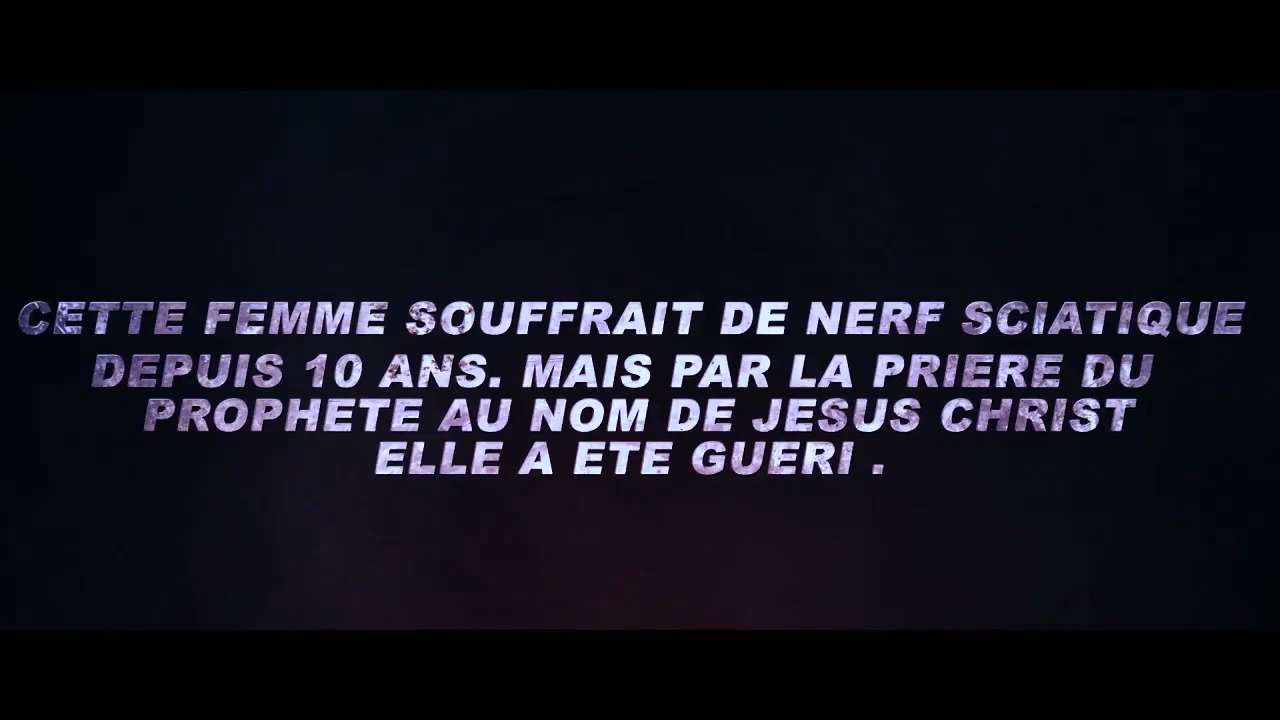 CETTE FEMME SOUFFRAIT DE NERF SCIATIQUE
DEPUIS 10 ANS. MAIS PAR LA PRIERE DU
PROPHETE AU NOM DE JESUS CHRIST
ELLE A ETE GUERI .